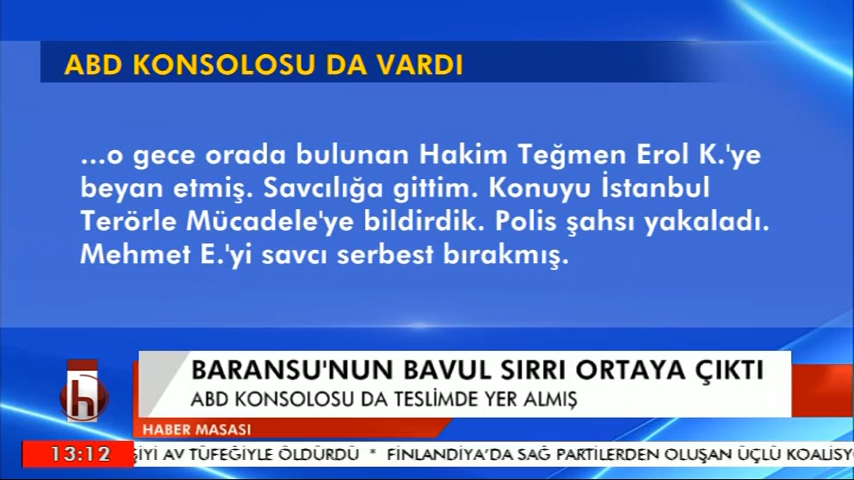 ABD KONSOLOSU DA VARDI
...o gece orada bulunan Hakim Teğmen Erol K.'ye
beyan etmiş. Savcılığa gittim. Konuyu İstanbul
Terörle Mücadele'ye bildirdik. Polis şahsı yakaladı.
Mehmet E.'yi savcı serbest bırakmış.
BARANSU'NUN BAVUL SIRRI ORTAYA ÇIKTI
ABD KONSOLOSU DA TESLİMDE YER ALMIŞ
h
HABER MASASI
13:12 ŞİYİ AV TÜFEĞİYLE ÖLDÜRDÜ * FİNLANDİYA'DA SAĞ PARTİLERDEN OLUŞAN ÜÇLÜ KOALİSY